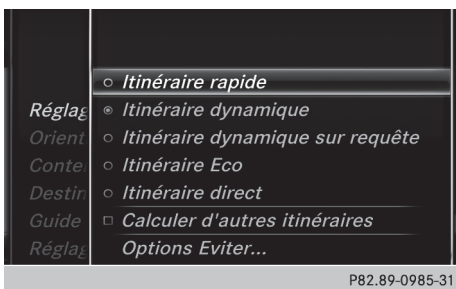 Itinéraire rapide
Réglag Itinéraire dynamique
Orient Itinéraire dynamique sur requête
Conte Itinéraire Eco
Destin Itinéraire direct
Guide Calculer d'autres itinéraires
Réglag Options Eviter...
P82.89-0985-31